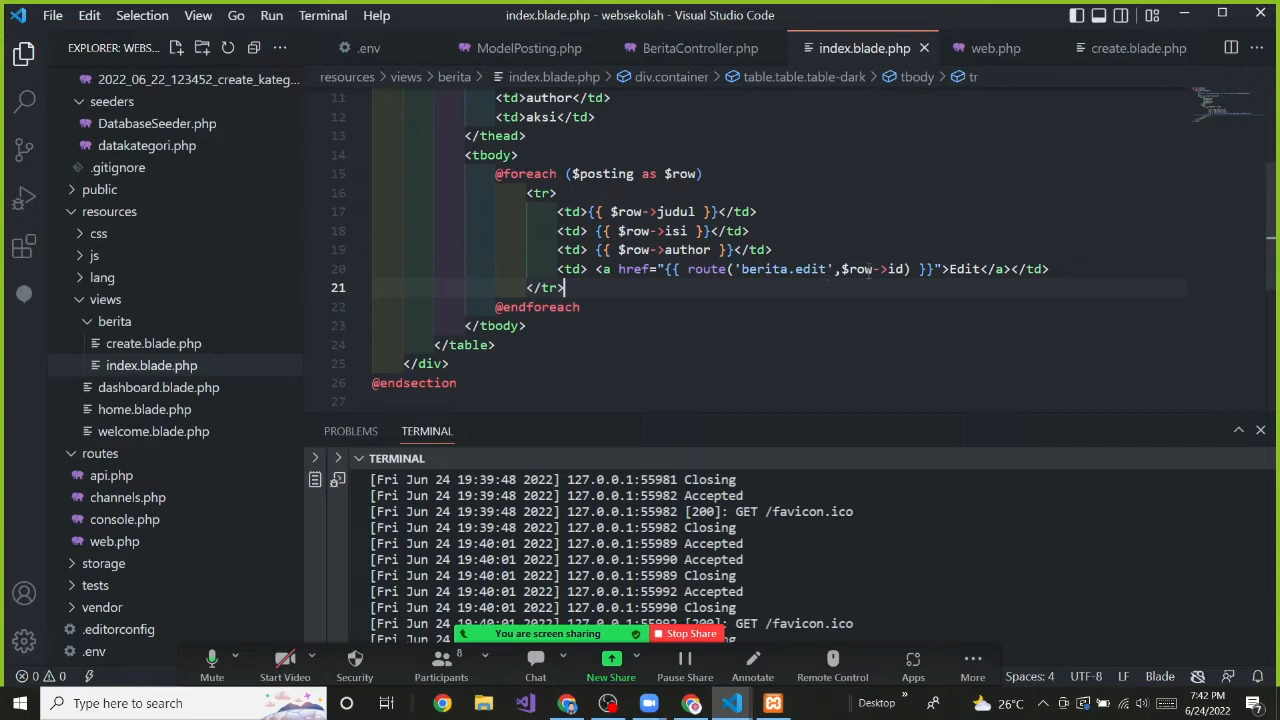 File Edit Selection View Go Run Terminal Help index.blade.php - websekolah - Visual Studio Code
EXPLORER: WEBS...
.env ModelPosting.php BeritaController.php index.blade.php web.php create.blade.php
resources > views > berita > index.blade.php > div.container > table.table.table-dark > tbody > tr
2022_06_22_123452_create_kateg...
seeders
DatabaseSeeder.php
datakategori.php
.gitignore
public
resources
css
js
lang
views
berita
create.blade.php
index.blade.php
dashboard.blade.php
home.blade.php
welcome.blade.php
routes
api.php
channels.php
console.php
web.php
storage
tests
vendor
.editorconfig
.env
11 <td>author</td>
12 <td>aksi</td>
13 </thead>
14 <tbody>
15 @foreach ($posting as $row)
16 <tr>
17 <td>{{ $row->judul }}</td>
18 <td> {{ $row->isi }}</td>
19 <td> {{ $row->author }}</td>
20 <td> <a href="{{ route('berita.edit',$row->id) }}">Edit</a></td>
21 </tr>
22 @endforeach
23 </tbody>
24 </table>
25 </div>
26 @endsection
27
PROBLEMS TERMINAL
TERMINAL
[Fri Jun 24 19:39:48 2022] 127.0.0.1:55981 Closing
[Fri Jun 24 19:39:48 2022] 127.0.0.1:55982 Accepted
[Fri Jun 24 19:39:48 2022] 127.0.0.1:55982 [200]: GET /favicon.ico
[Fri Jun 24 19:39:48 2022] 127.0.0.1:55982 Closing
[Fri Jun 24 19:40:01 2022] 127.0.0.1:55989 Accepted
[Fri Jun 24 19:40:01 2022] 127.0.0.1:55990 Accepted
[Fri Jun 24 19:40:01 2022] 127.0.0.1:55989 Closing
[Fri Jun 24 19:40:01 2022] 127.0.0.1:55992 Accepted
[Fri Jun 24 19:40:01 2022] 127.0.0.1:55990 Closing
[Fri Jun 24 19:40:01 2022] 127.0.0.1:55992 [200]: GET /favicon.ico
You are screen sharing Stop Share
Mute Start Video Security Participants 8 Chat New Share Pause Share Annotate Remote Control Apps More
0 0 Spaces: 4 UTF-8 LF Blade
Type here to search Desktop 26°C 7:42 PM
6/24/2022 7